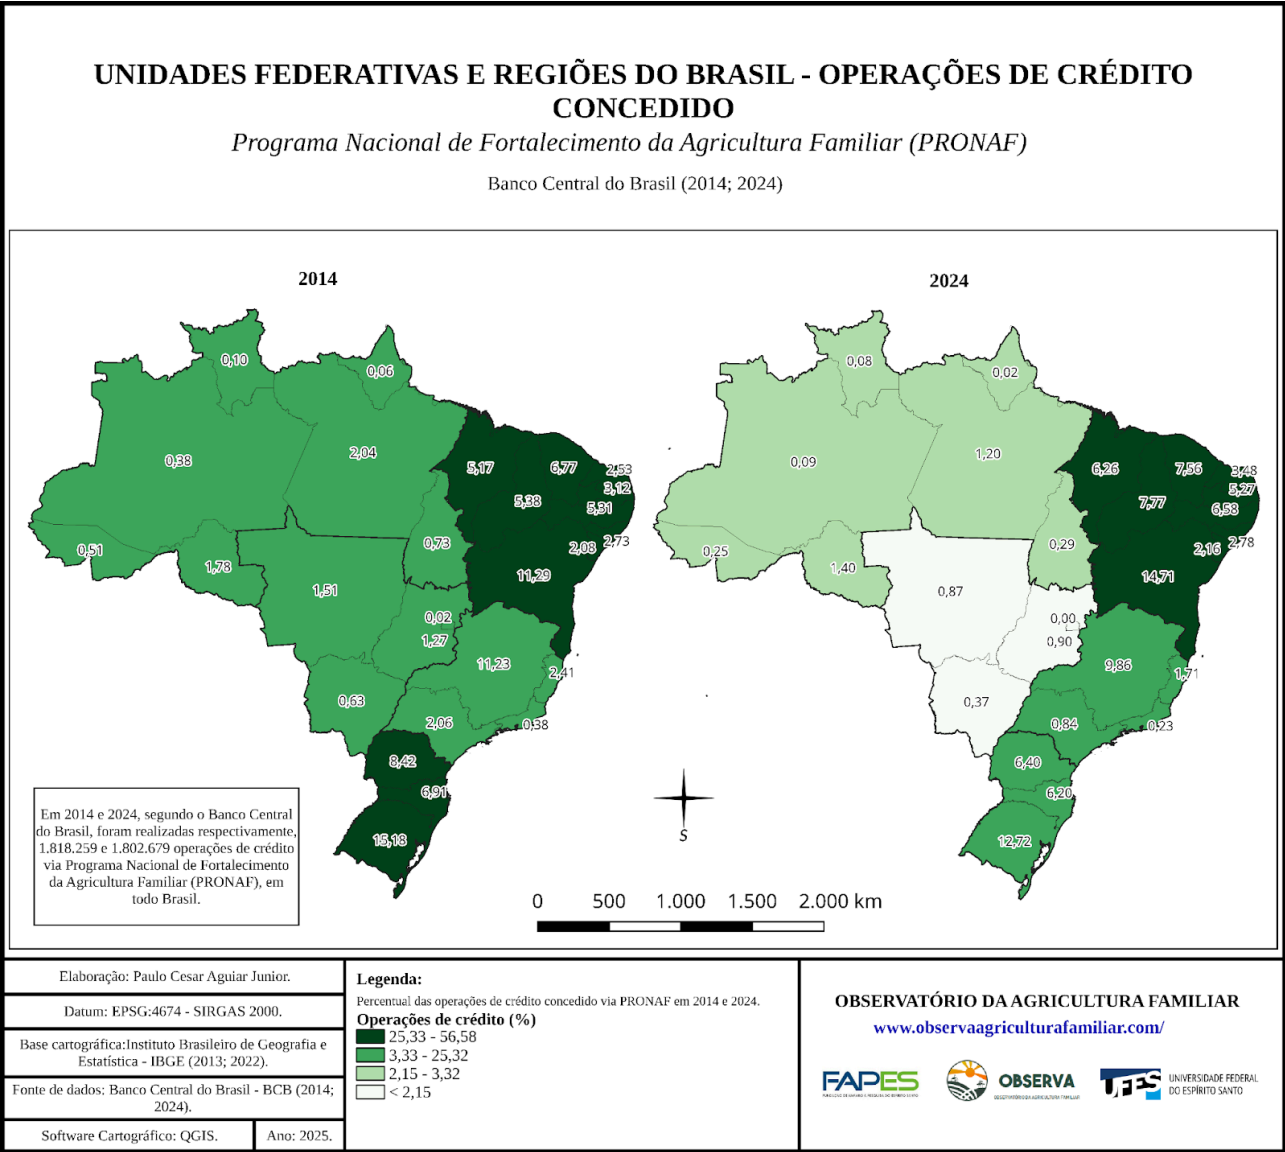 UNIDADES FEDERATIVAS E REGIÕES DO BRASIL - OPERAÇÕES DE CRÉDITO
CONCEDIDO
Programa Nacional de Fortalecimento da Agricultura Familiar (PRONAF)
Banco Central do Brasil (2014; 2024)
2014
0,10
0,06
0,38
2,04
5,17
6,77
2,53
3,12
5,38
5,31
0,51
1,78
0,73
2,08
2,73
1,51
11,29
0,02
1,27
11,23
2,41
0,63
2,06
0,38
8,42
6,91
15,18
2024
0,08
0,02
0,09
1,20
6,26
7,56
3,48
5,27
7,77
6,58
0,25
1,40
0,29
2,16
2,78
0,87
14,71
0,00
0,90
9,86
1,71
0,37
0,84
0,23
6,40
6,20
12,72
Em 2014 e 2024, segundo o Banco Central
do Brasil, foram realizadas respectivamente,
1.818.259 e 1.802.679 operações de crédito
via Programa Nacional de Fortalecimento
da Agricultura Familiar (PRONAF), em
todo Brasil.
S
0 500 1.000 1.500 2.000 km
Elaboração: Paulo Cesar Aguiar Junior.
Datum: EPSG:4674 - SIRGAS 2000.
Base cartográfica:Instituto Brasileiro de Geografia e
Estatística - IBGE (2013; 2022).
Fonte de dados: Banco Central do Brasil - BCB (2014;
2024).
Software Cartográfico: QGIS.
Ano: 2025.
Legenda:
Percentual das operações de crédito concedido via PRONAF em 2014 e 2024.
Operações de crédito (%)
25,33 - 56,58
3,33 - 25,32
2,15 - 3,32
< 2,15
OBSERVATÓRIO DA AGRICULTURA FAMILIAR
www.observaagriculturafamiliar.com/
FAPES
OBSERVA
OBSERVATÓRIO DA AGRICULTURA FAMILIAR
UFES
UNIVERSIDADE FEDERAL
DO ESPÍRITO SANTO